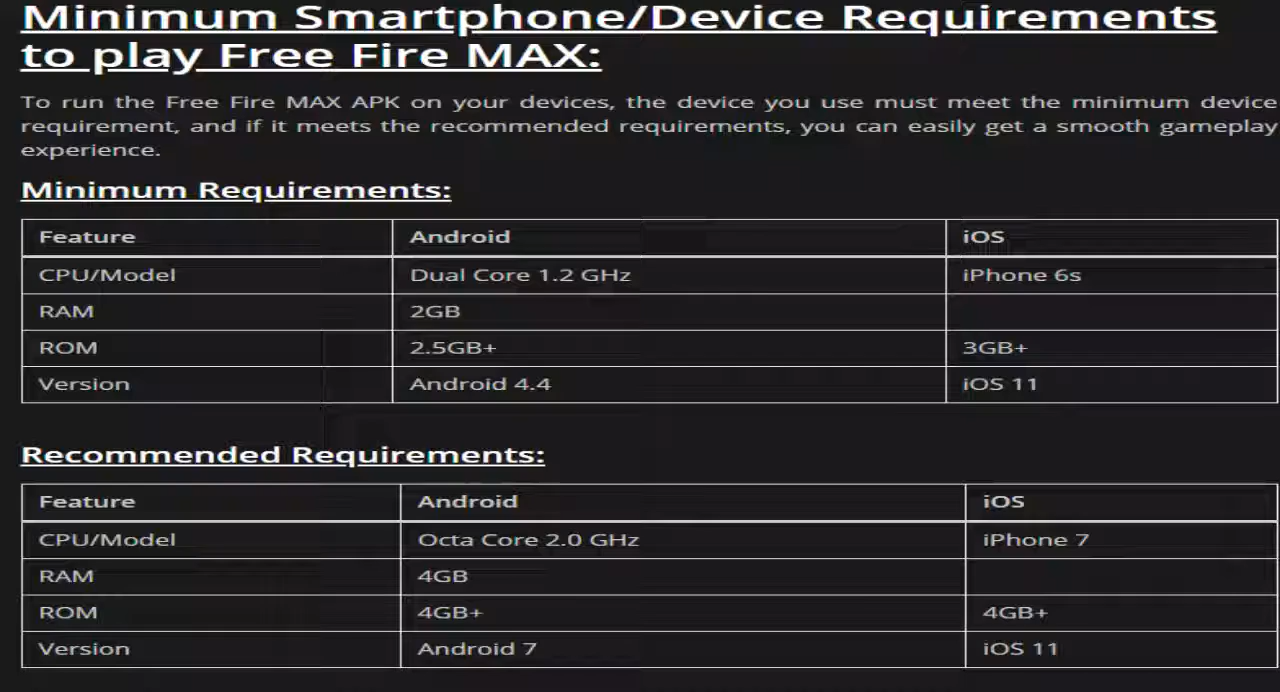 Minimum Smartphone/Device Requirements
to play Free Fire MAX:
To run the Free Fire MAX APK on your devices, the device you use must meet the minimum device
requirement, and if it meets the recommended requirements, you can easily get a smooth gameplay
experience.
Minimum Requirements:
Feature Android iOS
CPU/Model Dual Core 1.2 GHz iPhone 6s
RAM 2GB
ROM 2.5GB+ 3GB+
Version Android 4.4 iOS 11
Recommended Requirements:
Feature Android iOS
CPU/Model Octa Core 2.0 GHz iPhone 7
RAM 4GB
ROM 4GB+ 4GB+
Version Android 7 iOS 11